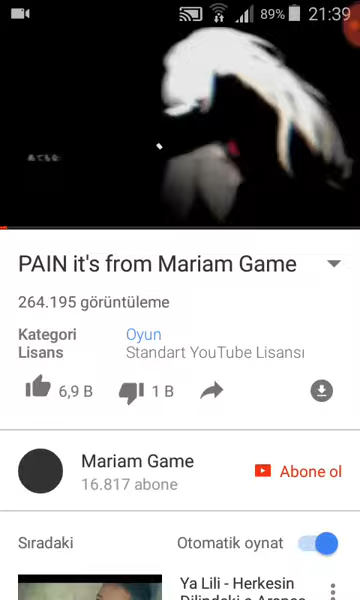 89% 21:39
PAIN it's from Mariam Game
264.195 görüntüleme
Kategori Oyun
Lisans Standart YouTube Lisansı
6,9 B 1 B
Mariam Game
16.817 abone
Abone ol
Sıradaki Otomatik oynat
Ya Lili - Herkesin